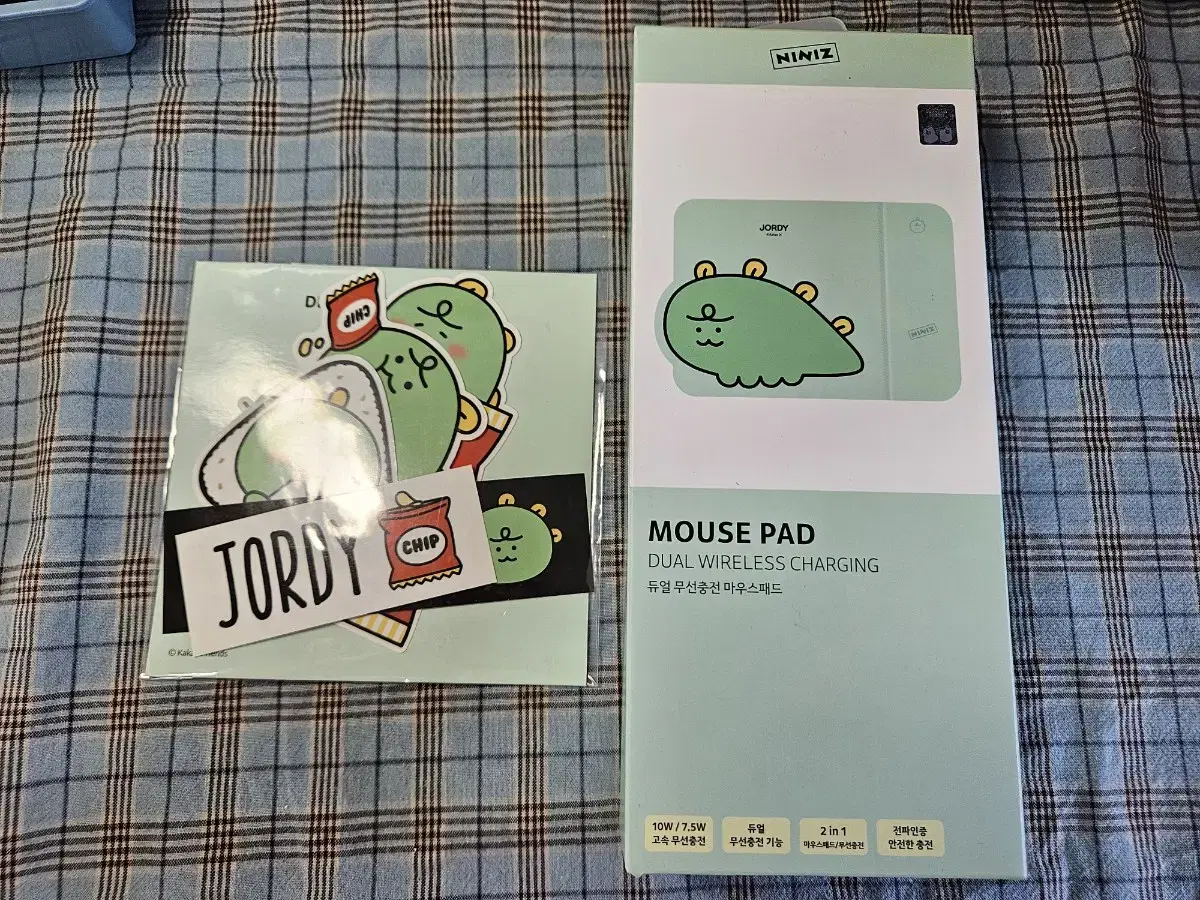 CHIP
JORDY
CHIP
NINIZ
JORDY
NINIZ
MOUSE PAD
DUAL WIRELESS CHARGING
듀얼 무선충전 마우스패드
10W / 7.5W
고속 무선충전
듀얼
무선충전 기능
2 in 1
마우스패드/무선충전
전파인증
안전한 충전